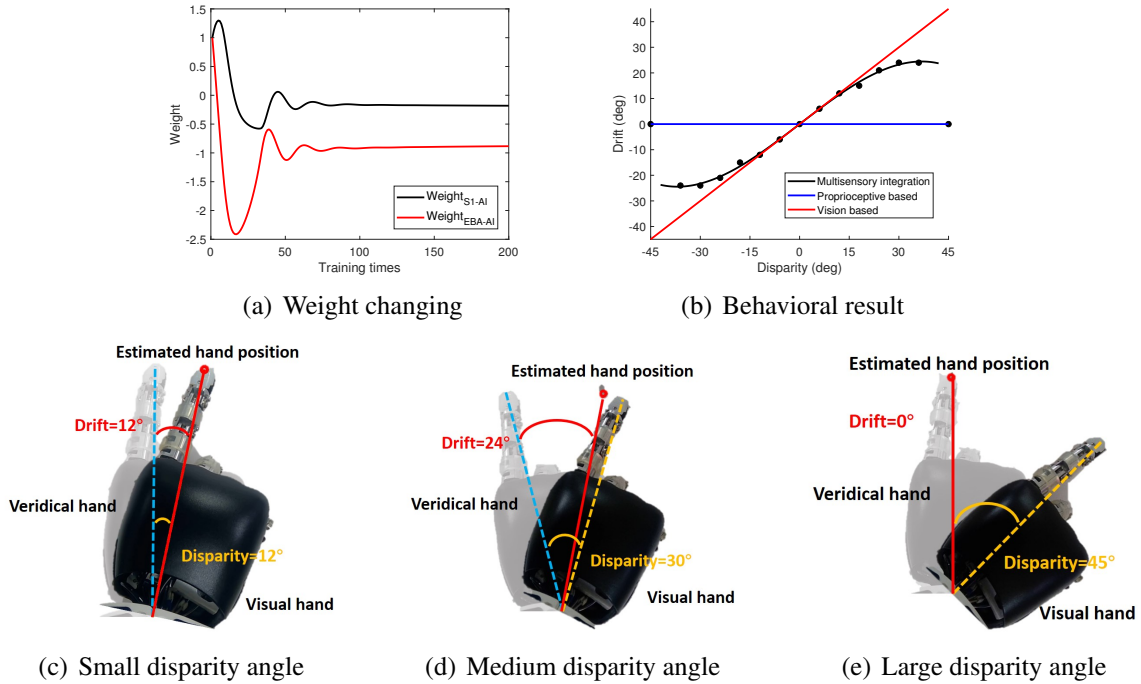 1.5
1
0.5
0
-0.5
-1
-1.5
-2
-2.5
Weight
0
50
100
150
200
Training times
Weight_S1-AI
Weight_EBA-AI
(a) Weight changing
40
30
20
10
0
-10
-20
-30
-40
Drift (deg)
-45
-30
-15
0
15
30
45
Disparity (deg)
Multisensory integration
Proprioceptive based
Vision based
(b) Behavioral result
Estimated hand position
Drift=12°
Veridical hand
Disparity=12°
Visual hand
(c) Small disparity angle
Estimated hand position
Drift=24°
Veridical hand
Disparity=30°
Visual hand
(d) Medium disparity angle
Estimated hand position
Drift=0°
Veridical hand
Disparity=45°
Visual hand
(e) Large disparity angle